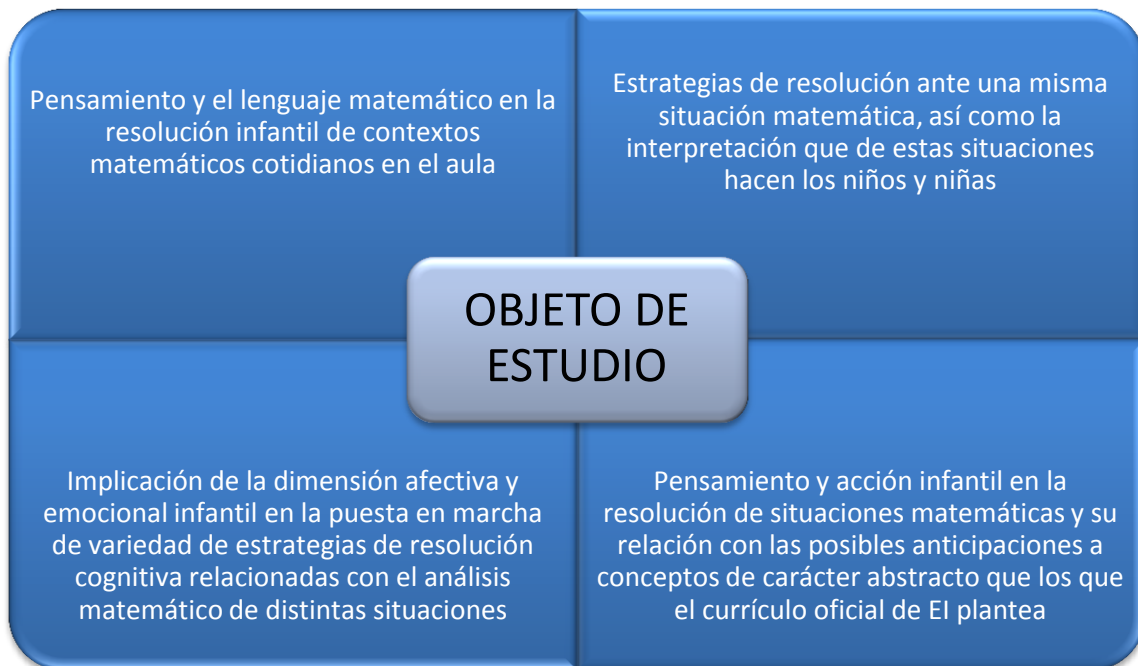 Pensamiento y el lenguaje matemático en la
resolución infantil de contextos
matemáticos cotidianos en el aula
Estrategias de resolución ante una misma
situación matemática, así como la
interpretación que de estas situaciones
hacen los niños y niñas
OBJETO DE
ESTUDIO
Implicación de la dimensión afectiva y
emocional infantil en la puesta en marcha
de variedad de estrategias de resolución
cognitiva relacionadas con el análisis
matemático de distintas situaciones
Pensamiento y acción infantil en la
resolución de situaciones matemáticas y su
relación con las posibles anticipaciones a
conceptos de carácter abstracto que los que
el currículo oficial de EI plantea